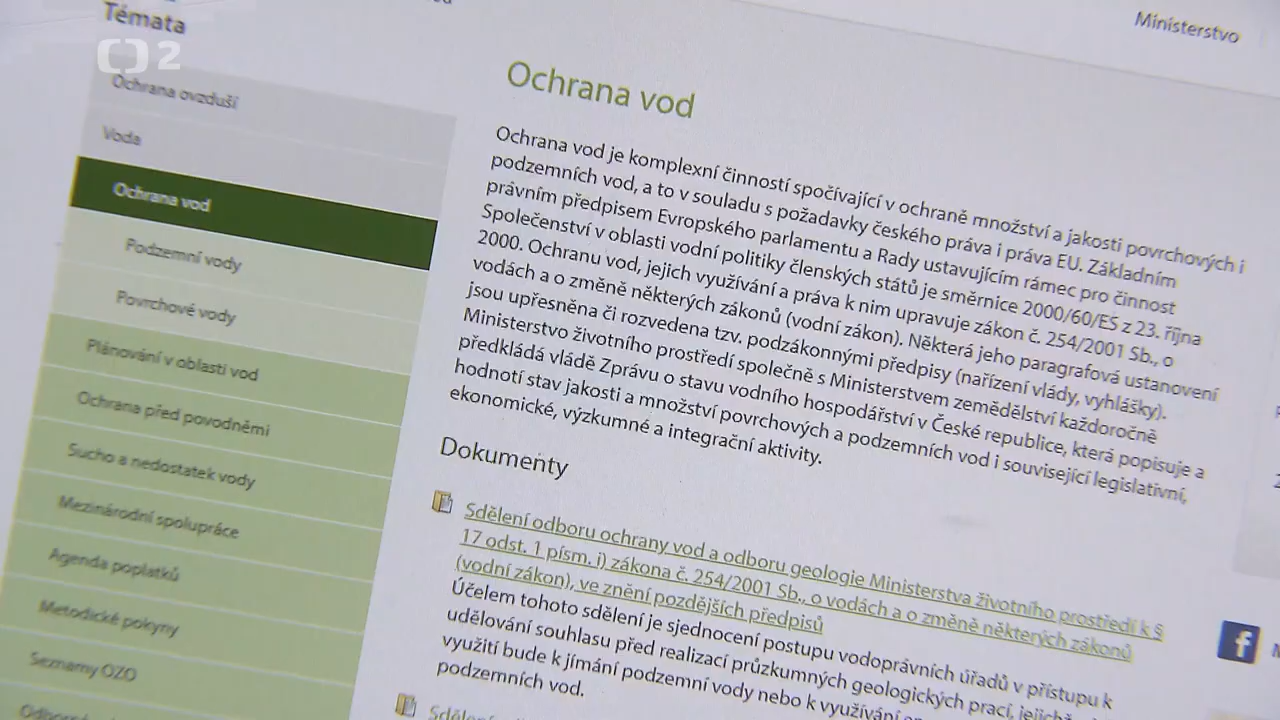 Témata
Ministerstvo
2
Ochrana ovzduší
Voda
Ochrana vod
Podzemní vody
Povrchové vody
Plánování v oblasti vod
Ochrana před povodněmi
Sucho a nedostatek vody
Mezinárodní spolupráce
Agenda poplatků
Metodické pokyny
Seznamy OZO
Ochrana vod
Ochrana vod je komplexní činností spočívající v ochraně množství a jakosti povrchových i
podzemních vod, a to v souladu s požadavky českého práva i práva EU. Základním
právním předpisem Evropského parlamentu a Rady ustavujícím rámec pro činnost
Společenství v oblasti vodní politiky členských států je směrnice 2000/60/ES z 23. října
2000. Ochranu vod, jejich využívání a práva k nim upravuje zákon č. 254/2001 Sb., o
vodách a o změně některých zákonů (vodní zákon). Některá jeho paragrafová ustanovení
jsou upřesněna či rozvedena tzv. podzákonnými předpisy (nařízení vlády, vyhlášky).
Ministerstvo životního prostředí společně s Ministerstvem zemědělství každoročně
předkládá vládě Zprávu o stavu vodního hospodářství v České republice, která popisuje a
hodnotí stav jakosti a množství povrchových a podzemních vod i související legislativní,
ekonomické, výzkumné a integrační aktivity.
Dokumenty
Sdělení odboru ochrany vod a odboru geologie Ministerstva životního prostředí k §
17 odst. 1 písm. i) zákona č. 254/2001 Sb., o vodách a o změně některých zákonů
(vodní zákon), ve znění pozdějších předpisů
Účelem tohoto sdělení je sjednocení postupu vodoprávních úřadů v přístupu k
udělování souhlasu před realizací průzkumných geologických prací, jejichž
využití bude k jímání podzemní vody nebo k využívání
podzemních vod.